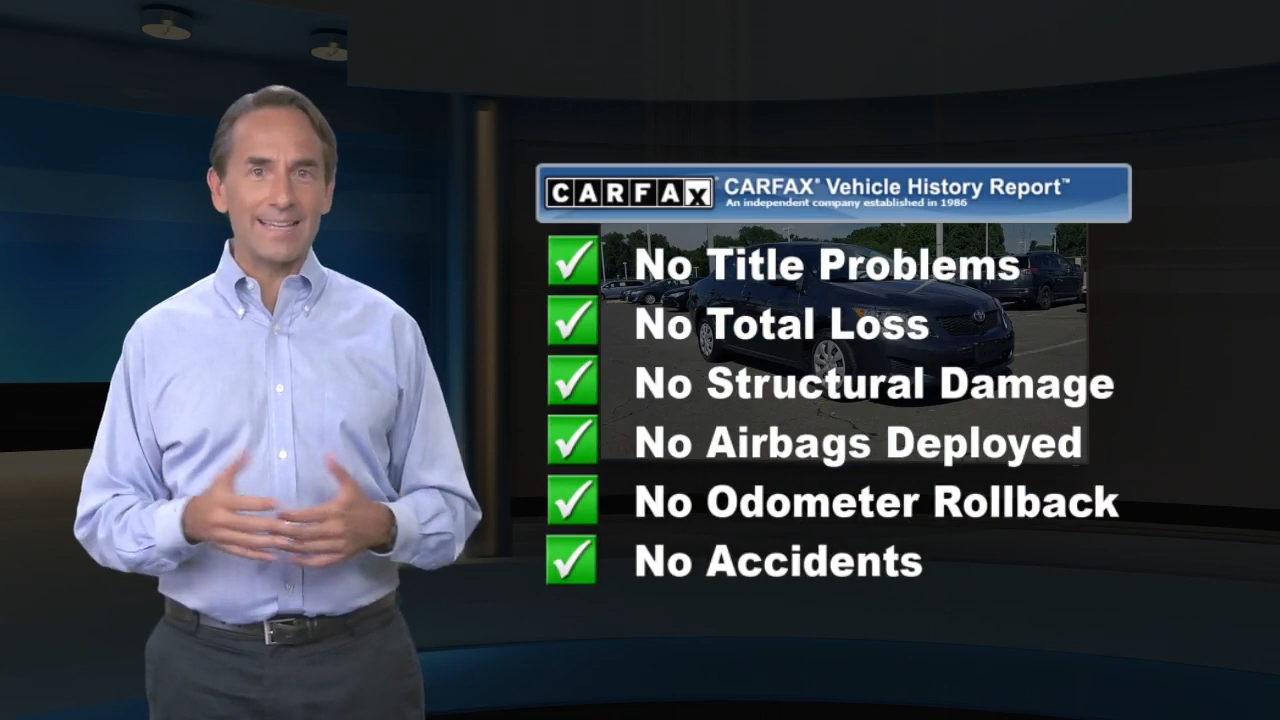 CARFAX
CARFAX® Vehicle History Report™
An independent company established in 1986
No Title Problems
No Total Loss
No Structural Damage
No Airbags Deployed
No Odometer Rollback
No Accidents